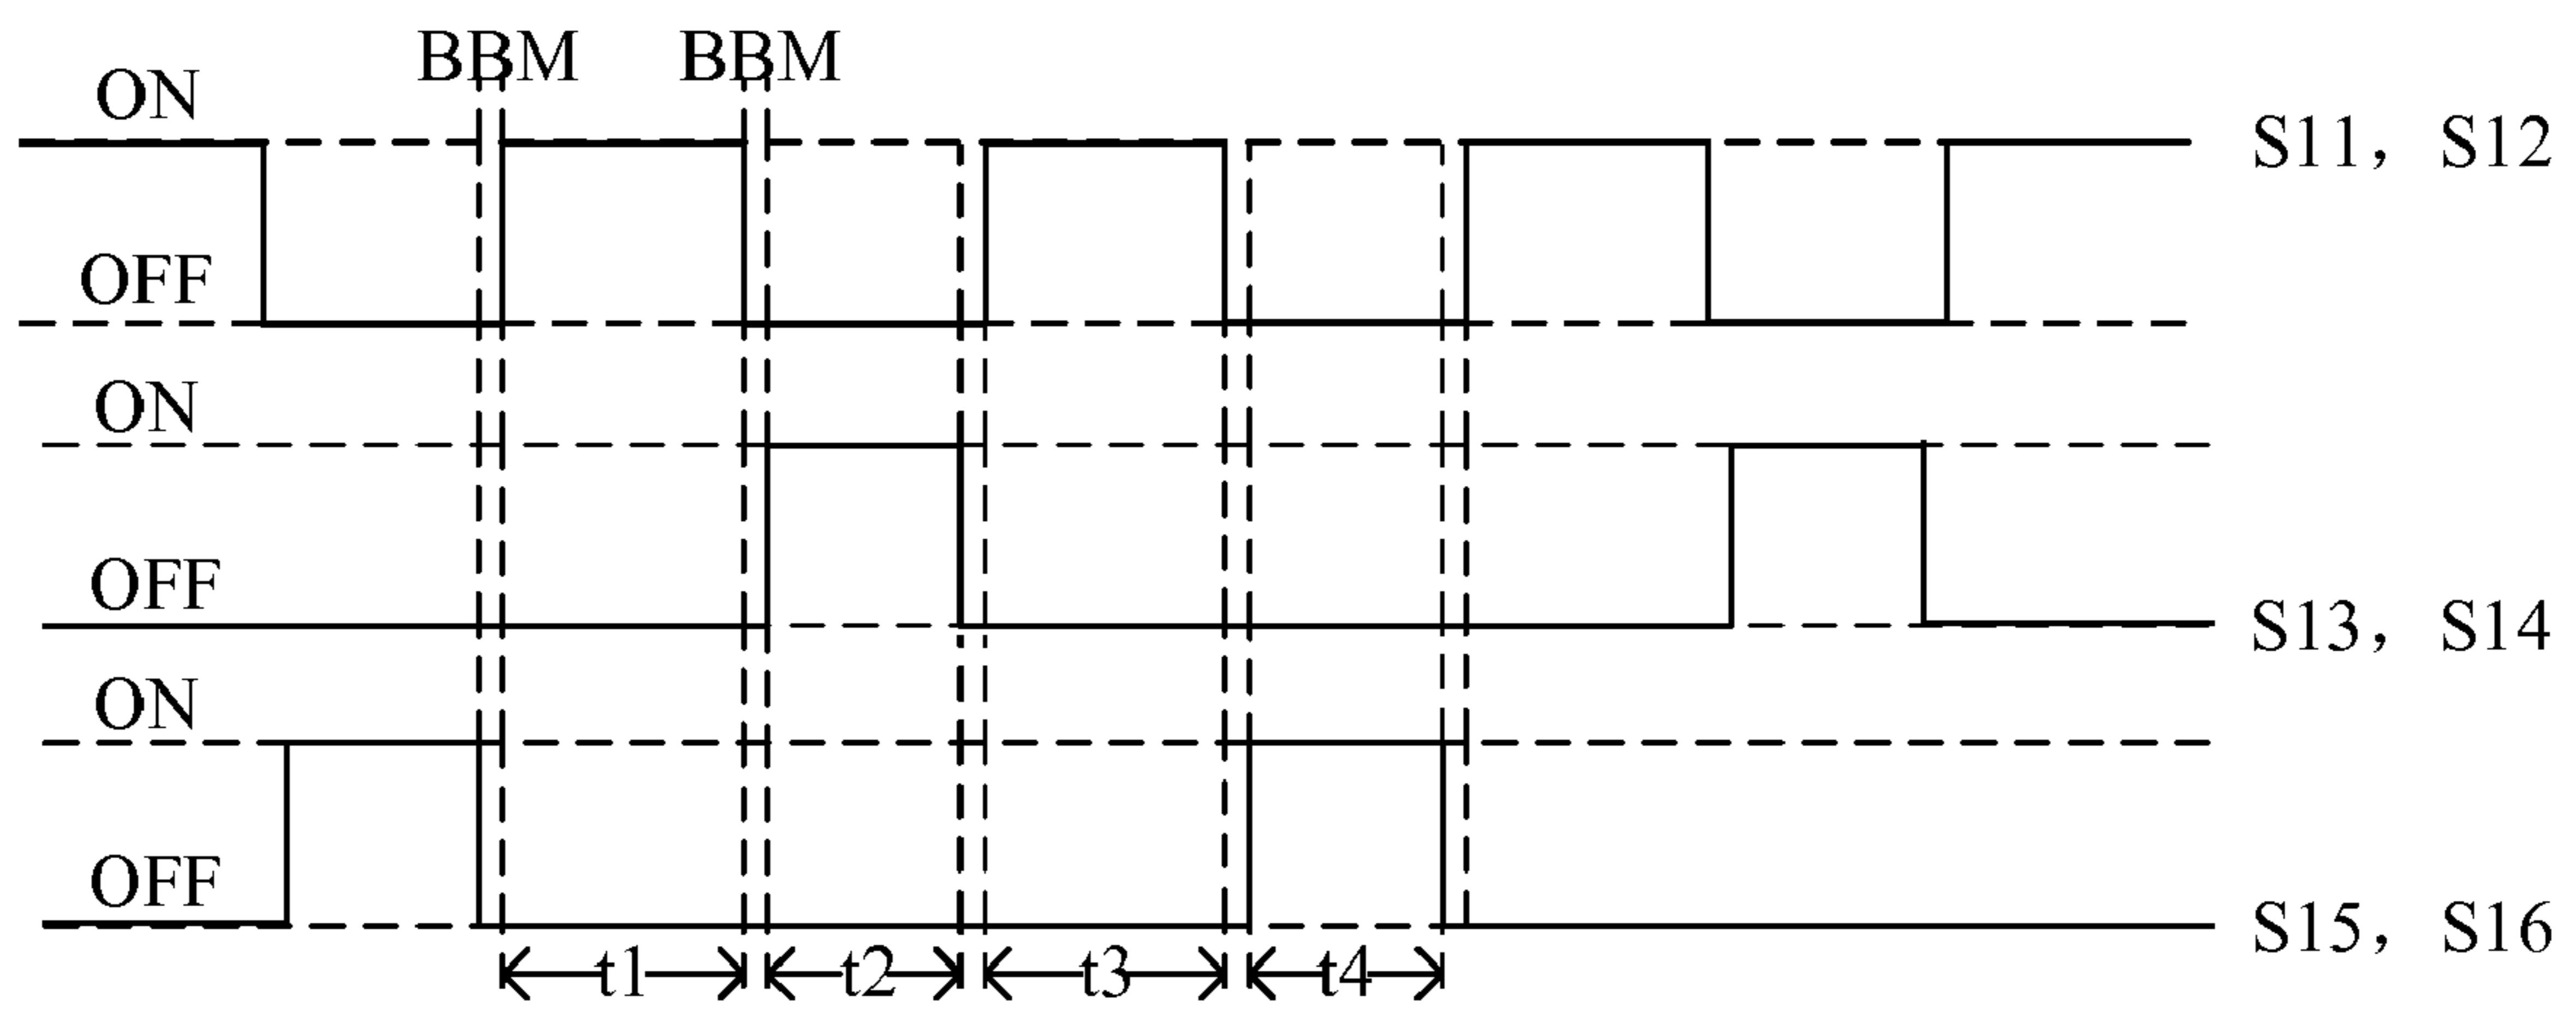 BBM BBM
ON
S11, S12
OFF
ON
OFF
S13, S14
ON
OFF
S15, S16
t1 t2 t3 t4